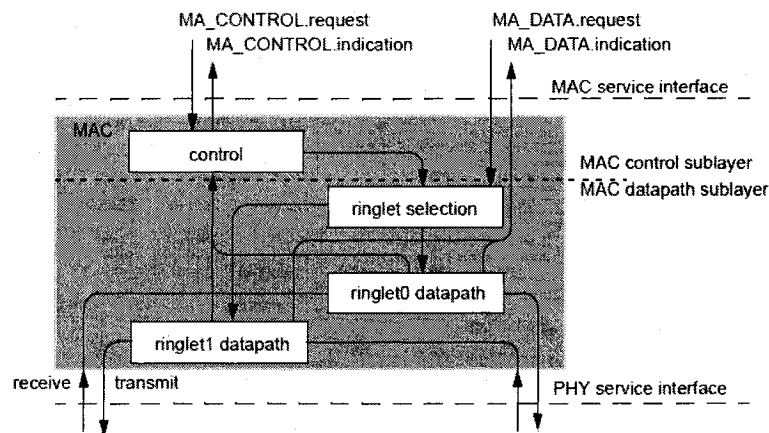 MA_CONTROL.request
MA_DATA.request
MA_CONTROL.indication
MA_DATA.indication
MAC service interface
MAC
control
MAC control sublayer
MAC datapath sublayer
ringlet selection
ringlet0 datapath
ringlet1 datapath
receive
transmit
PHY service interface